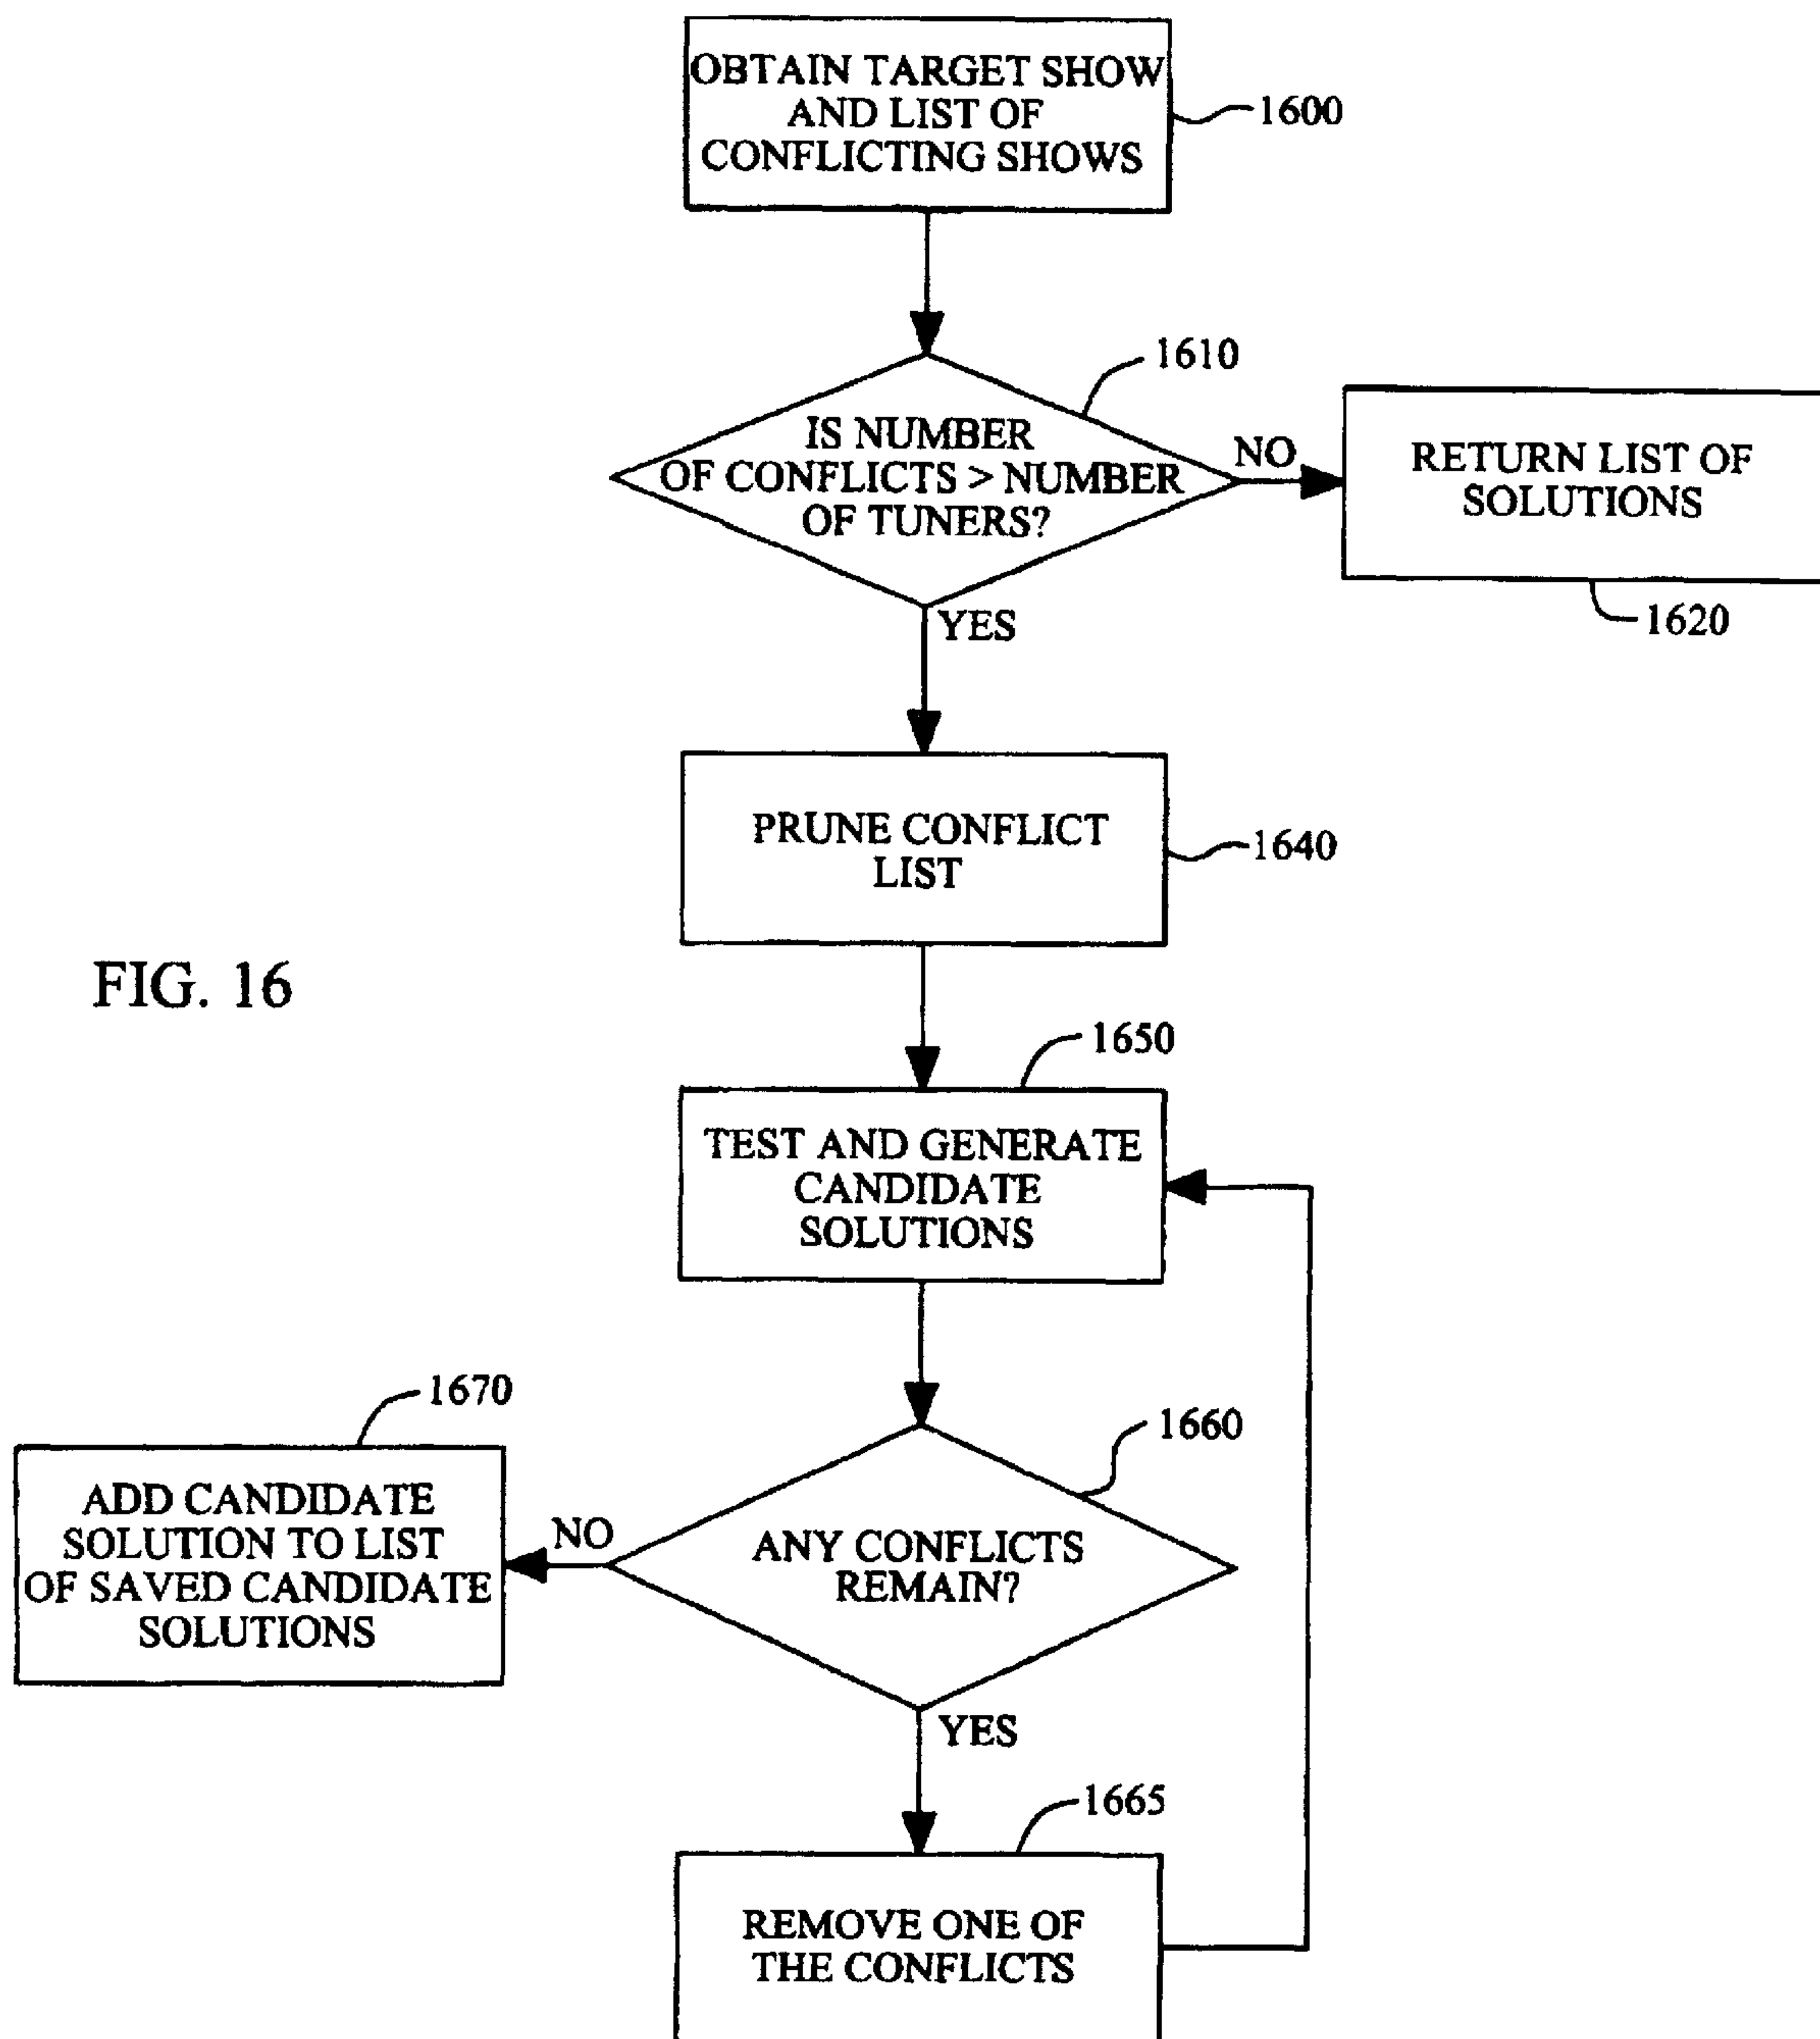 OBTAIN TARGET SHOW
AND LIST OF
CONFLICTING SHOWS
1600
1610
IS NUMBER
OF CONFLICTS > NUMBER
OF TUNERS?
NO
RETURN LIST OF
SOLUTIONS
1620
YES
PRUNE CONFLICT
LIST
1640
FIG. 16
1650
TEST AND GENERATE
CANDIDATE
SOLUTIONS
1660
ANY CONFLICTS
REMAIN?
NO
1670
ADD CANDIDATE
SOLUTION TO LIST
OF SAVED CANDIDATE
SOLUTIONS
YES
1665
REMOVE ONE OF
THE CONFLICTS